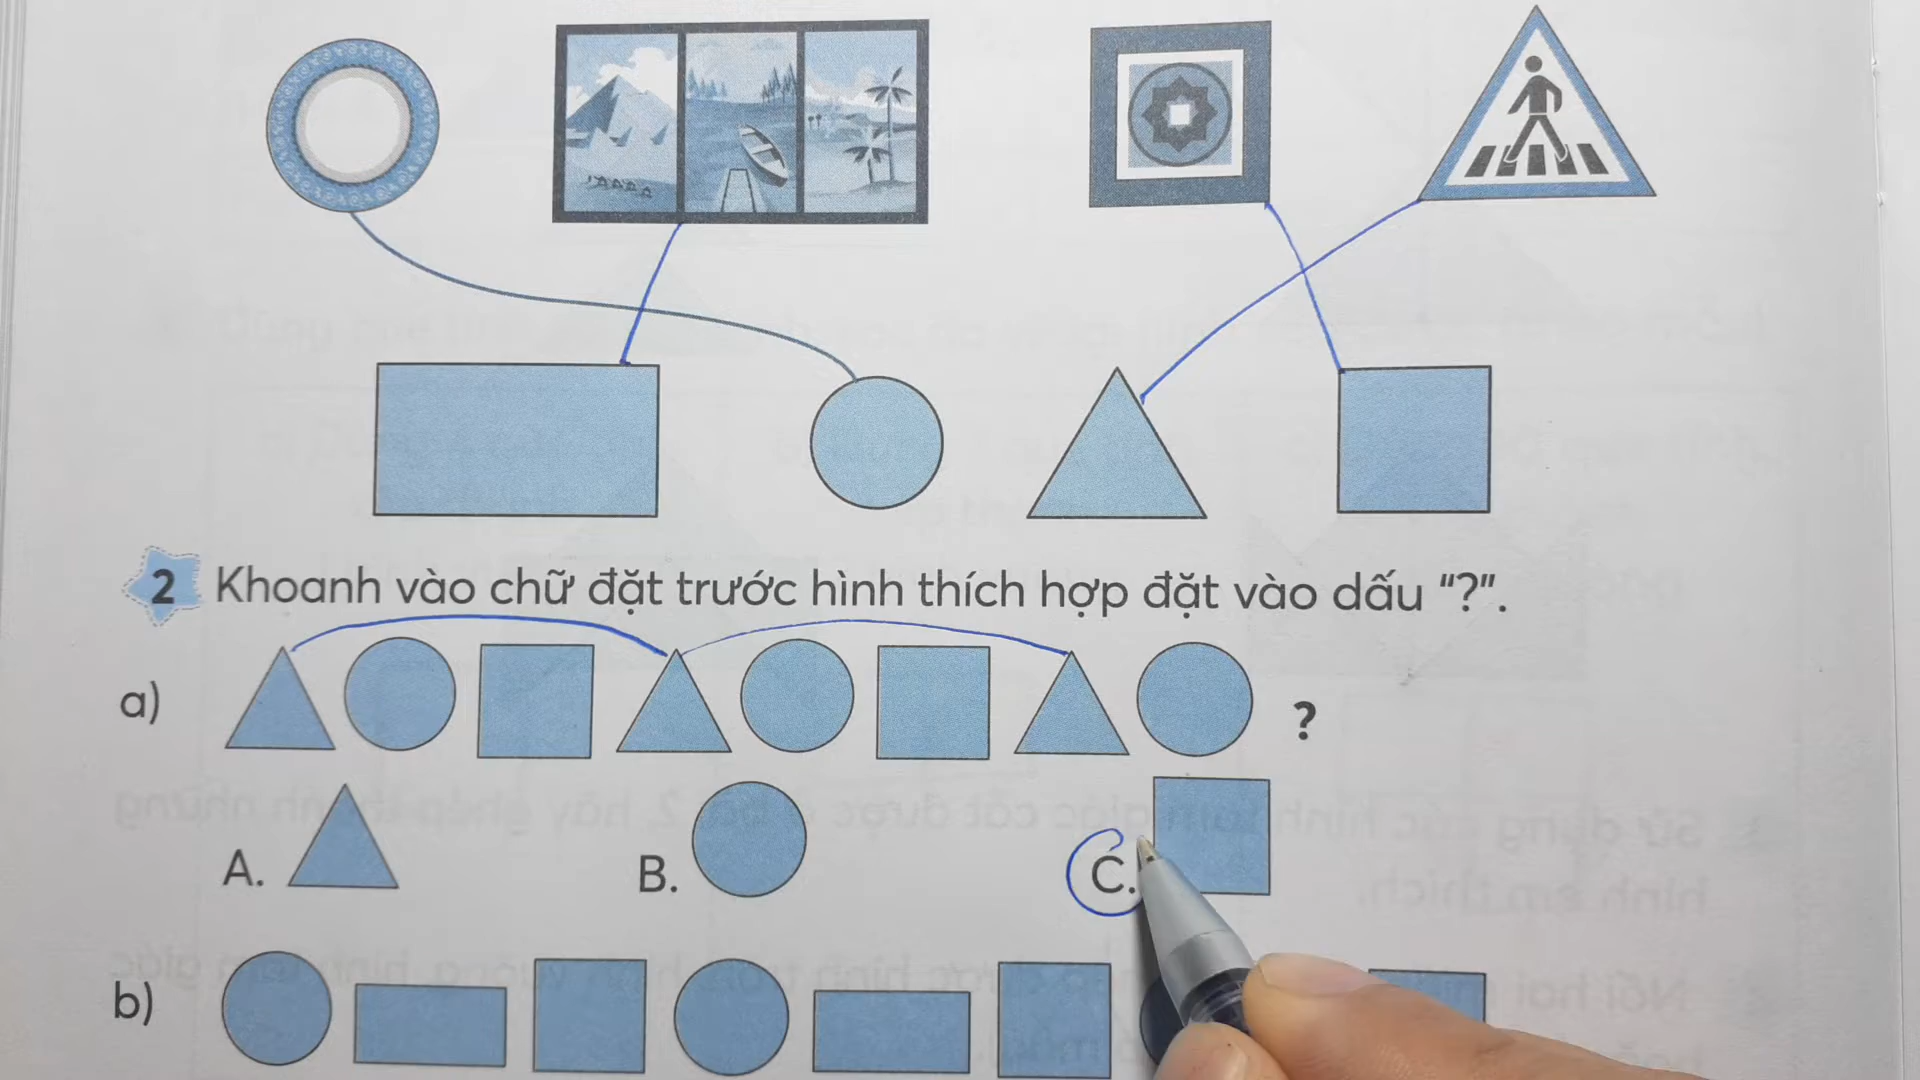 2 Khoanh vào chữ đặt trước hình thích hợp đặt vào dấu "?".
a) ?
A. B. C.
b)